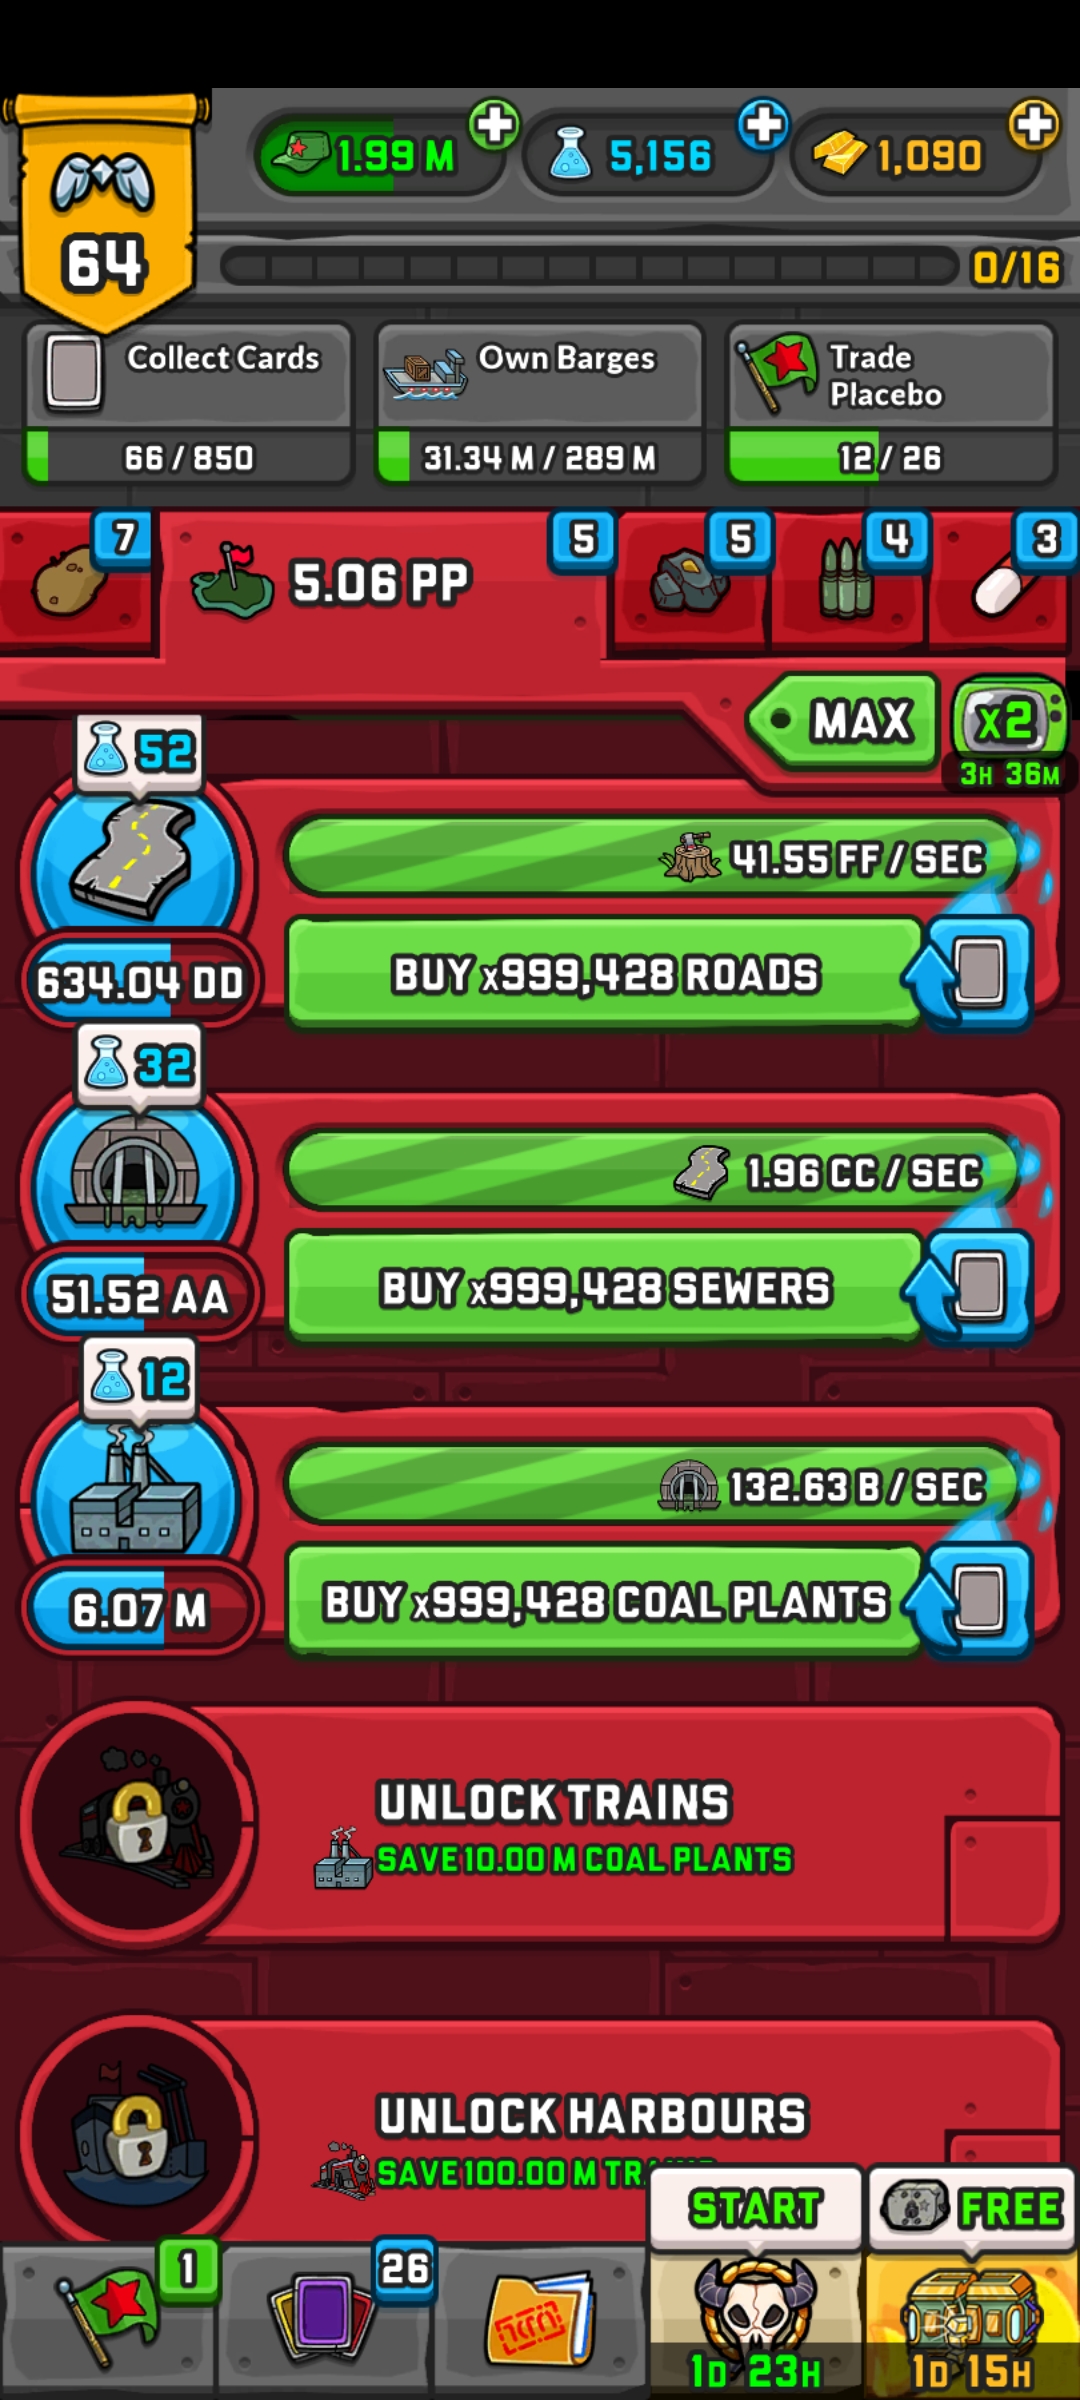 1.99 M
5,156
1,090
64
0/16
Collect Cards
66 / 850
Own Barges
31.34 M / 289 M
Trade
Placebo
12 / 26
7
5.06 PP
5
5
4
3
MAX
x2
3H 36M
52
41.55 FF / SEC
634.04 DD
BUY x999,428 ROADS
32
1.96 CC / SEC
51.52 AA
BUY x999,428 SEWERS
12
132.63 B / SEC
6.07 M
BUY x999,428 COAL PLANTS
UNLOCK TRAINS
SAVE 10.00 M COAL PLANTS
UNLOCK HARBOURS
SAVE 100.00 M
START
FREE
1
26
1D 23H
1D 15H